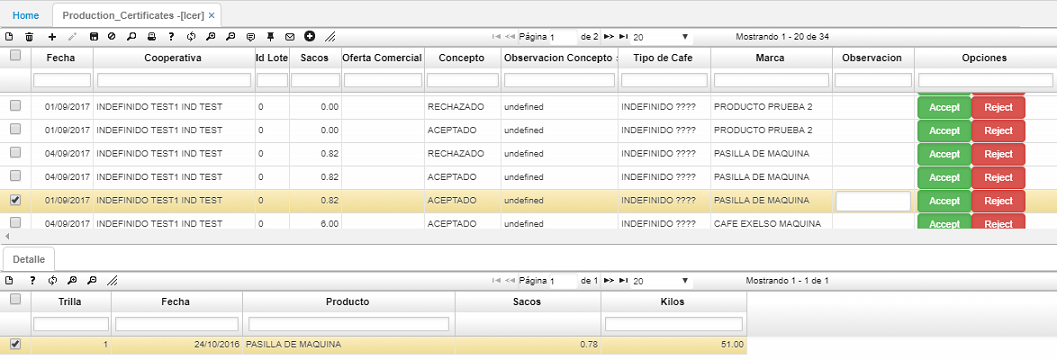 Home Production_Certificates -[Icer] ×
Página 1 de 2 20 Mostrando 1 - 20 de 34
Fecha Cooperativa Id Lote Sacos Oferta Comercial Concepto Observacion Concepto Tipo de Cafe Marca Observacion Opciones
01/09/2017 INDEFINIDO TEST1 IND TEST 0 0.00 RECHAZADO undefined INDEFINIDO ???? PRODUCTO PRUEBA 2 Accept Reject
01/09/2017 INDEFINIDO TEST1 IND TEST 0 0.00 ACEPTADO undefined INDEFINIDO ???? PRODUCTO PRUEBA 2 Accept Reject
04/09/2017 INDEFINIDO TEST1 IND TEST 0 0.82 RECHAZADO undefined INDEFINIDO ???? PASILLA DE MAQUINA Accept Reject
04/09/2017 INDEFINIDO TEST1 IND TEST 0 0.82 ACEPTADO undefined INDEFINIDO ???? PASILLA DE MAQUINA Accept Reject
01/09/2017 INDEFINIDO TEST1 IND TEST 0 0.82 ACEPTADO undefined INDEFINIDO ???? PASILLA DE MAQUINA Accept Reject
04/09/2017 INDEFINIDO TEST1 IND TEST 0 6.00 ACEPTADO undefined INDEFINIDO ???? CAFE EXELSO MAQUINA Accept Reject
Detalle
Página 1 de 1 20 Mostrando 1 - 1 de 1
Trilla Fecha Producto Sacos Kilos
1 24/10/2016 PASILLA DE MAQUINA 0.78 51.00